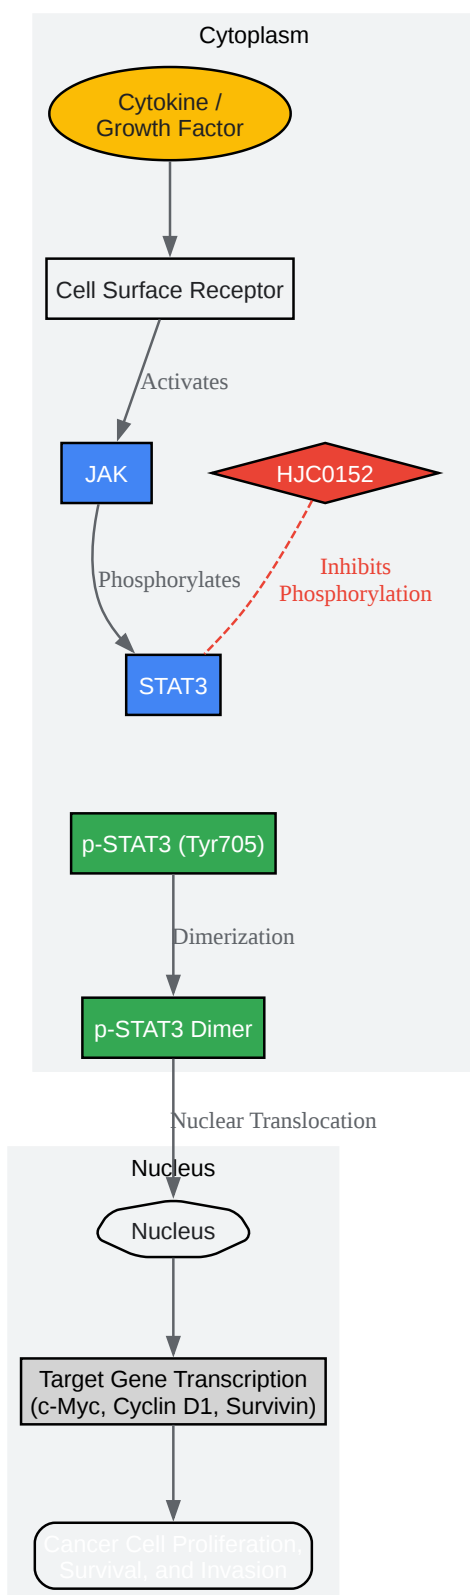 Cytoplasm
Cytokine /
Growth Factor
Cell Surface Receptor
Activates
JAK
HJC0152
Phosphorylates
Inhibits
Phosphorylation
STAT3
p-STAT3 (Tyr705)
Dimerization
p-STAT3 Dimer
Nuclear Translocation
Nucleus
Nucleus
Target Gene Transcription
(c-Myc, Cyclin D1, Survivin)
Cancer Cell Proliferation,
Survival, and Invasion